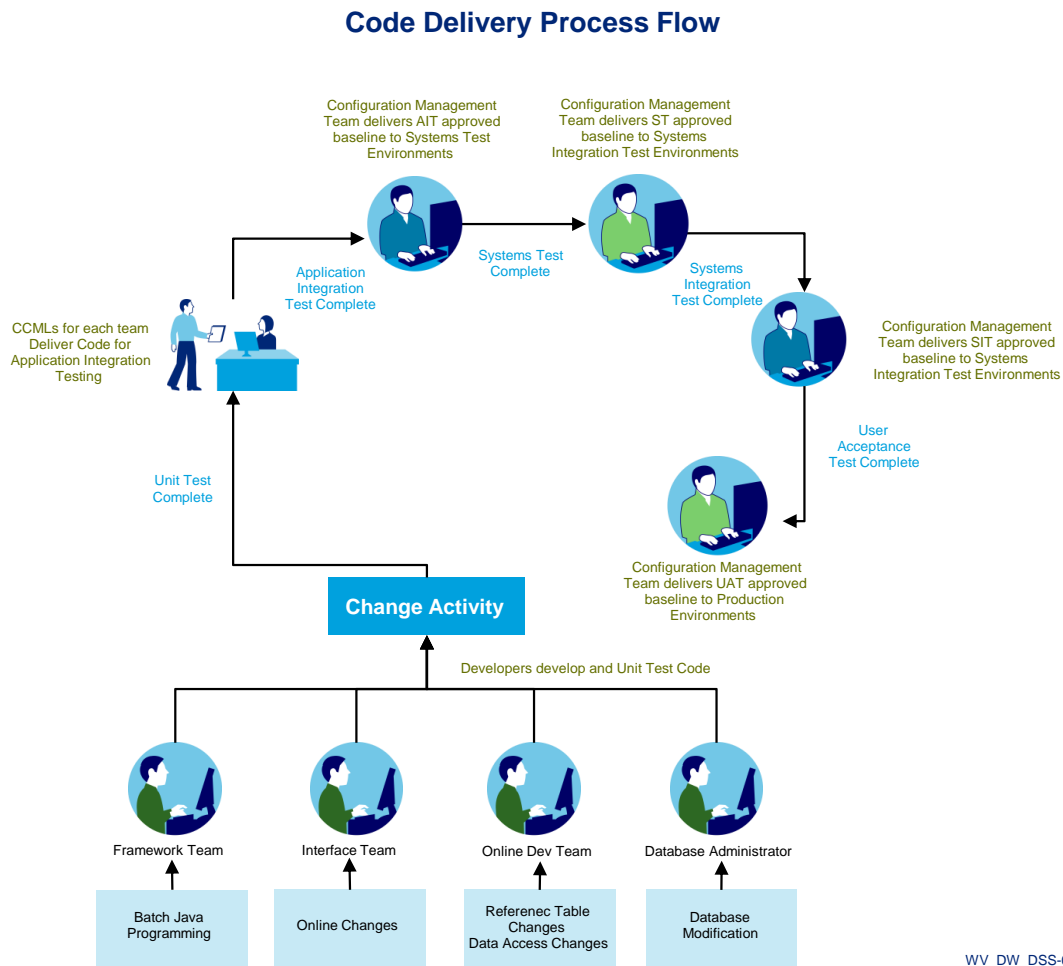 Code Delivery Process Flow
Configuration Management
Team delivers AIT approved
baseline to Systems Test
Environments
Configuration Management
Team delivers ST approved
baseline to Systems
Integration Test Environments
Systems Test
Complete
Application
Integration
Test Complete
Systems
Integration
Test Complete
CCMLs for each team
Deliver Code for
Application Integration
Testing
Configuration Management
Team delivers SIT approved
baseline to Systems
Integration Test Environments
User
Acceptance
Test Complete
Unit Test
Complete
Configuration Management
Team delivers UAT approved
baseline to Production
Environments
Change Activity
Developers develop and Unit Test Code
Framework Team
Interface Team
Online Dev Team
Database Administrator
Batch Java
Programming
Online Changes
Referenec Table
Changes
Data Access Changes
Database
Modification
WV DW DSS-